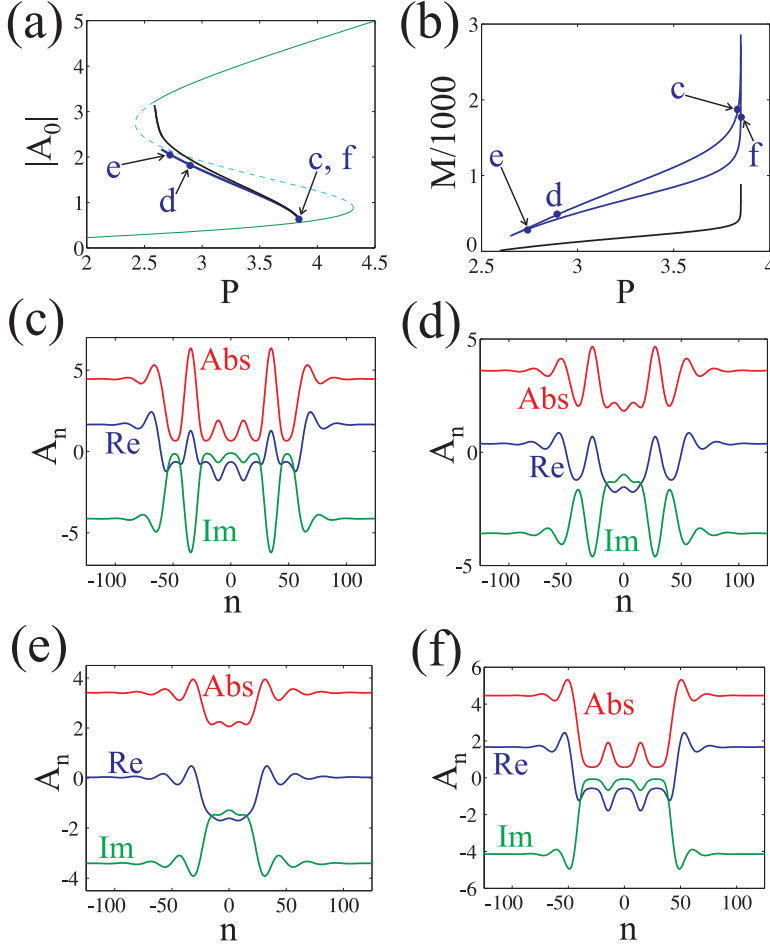 (a)
(b)
5
4
3
2
1
0
|A0|
e
d
c, f
2
2.5
3
3.5
4
4.5
P
3
2
1
0
M/1000
c
e
d
f
2.5
3
3.5
4
P
(c)
(d)
5
0
-5
An
Abs
Re
Im
-100
-50
0
50
100
n
5
0
-5
An
Abs
Re
Im
-100
-50
0
50
100
n
(e)
(f)
4
2
0
-2
-4
An
Abs
Re
Im
-100
-50
0
50
100
n
6
4
2
0
-2
-4
-6
An
Abs
Re
Im
-100
-50
0
50
100
n